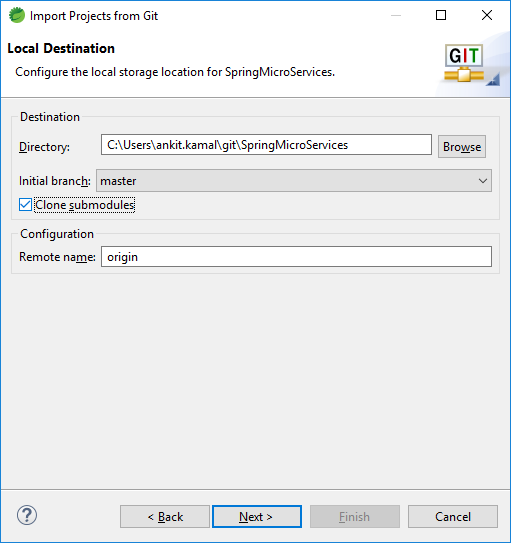 Import Projects from Git
Local Destination
Configure the local storage location for SpringMicroServices.
GIT
Destination
Directory: C:\Users\ankit.kamal\git\SpringMicroServices Browse
Initial branch: master
Clone submodules
Configuration
Remote name: origin
? < Back Next > Finish Cancel